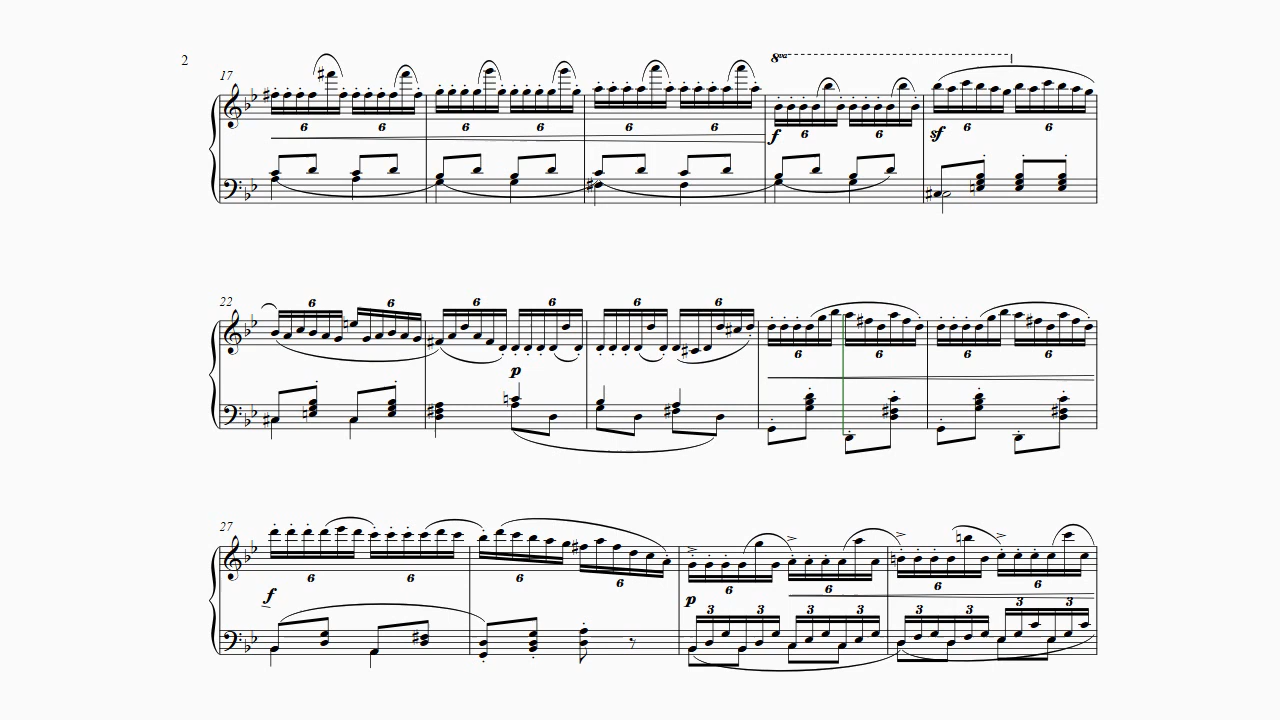 2
17
8va
6 6 6 6 6 6 6 6 6 6
f sf
22
6 6 6 6 6 6
p
6 6 6 6
27
6 6 6 6 6 6 6 6
f p
3 3 3 3 3 3 3 3